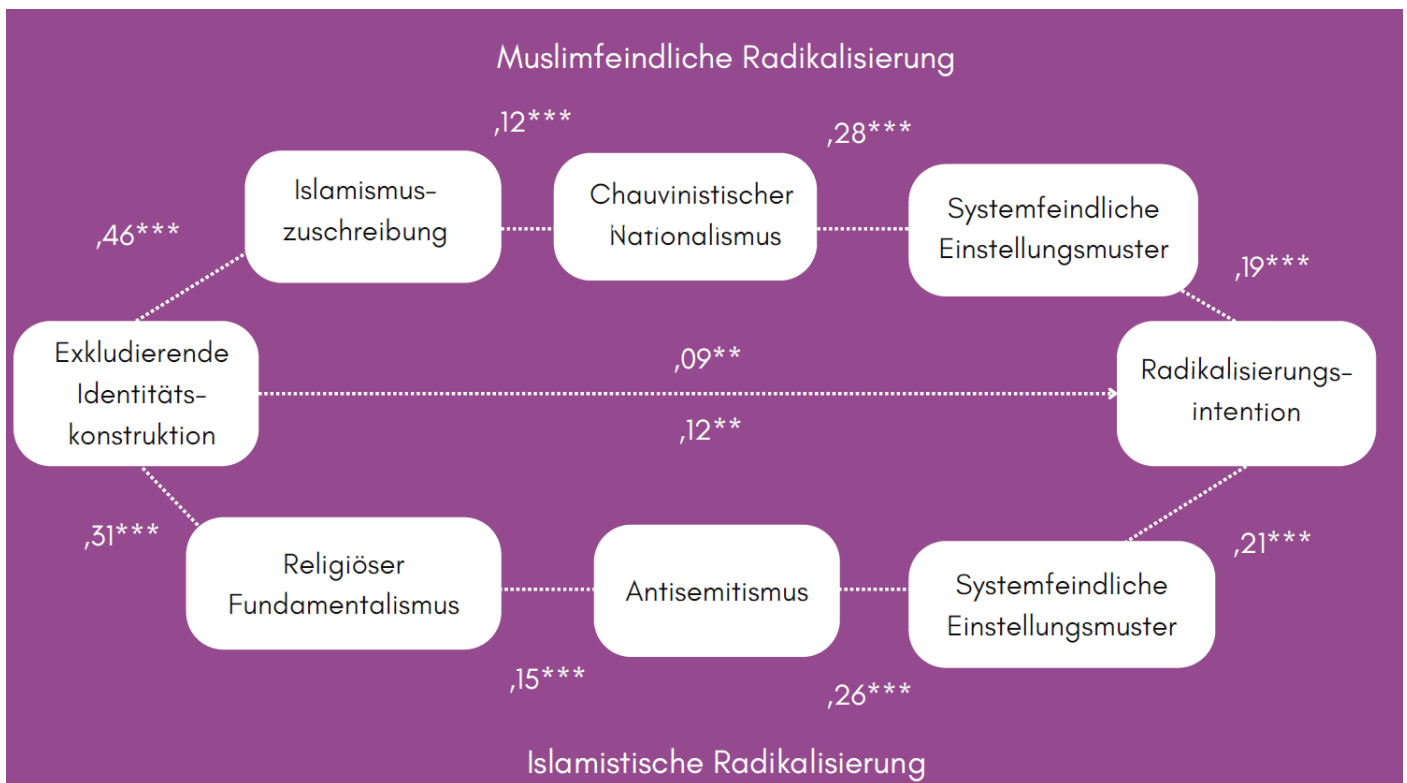 Muslimfeindliche Radikalisierung
,12***
,28***
Islamismus-
zuschreibung
Chauvinistischer
Nationalismus
Systemfeindliche
Einstellungsmuster
,46***
,19***
Exkludierende
Identitäts-
konstruktion
,09**
,12**
Radikalisierungs-
intention
,31***
,21***
Religiöser
Fundamentalismus
Antisemitismus
Systemfeindliche
Einstellungsmuster
,15***
,26***
Islamistische Radikalisierung